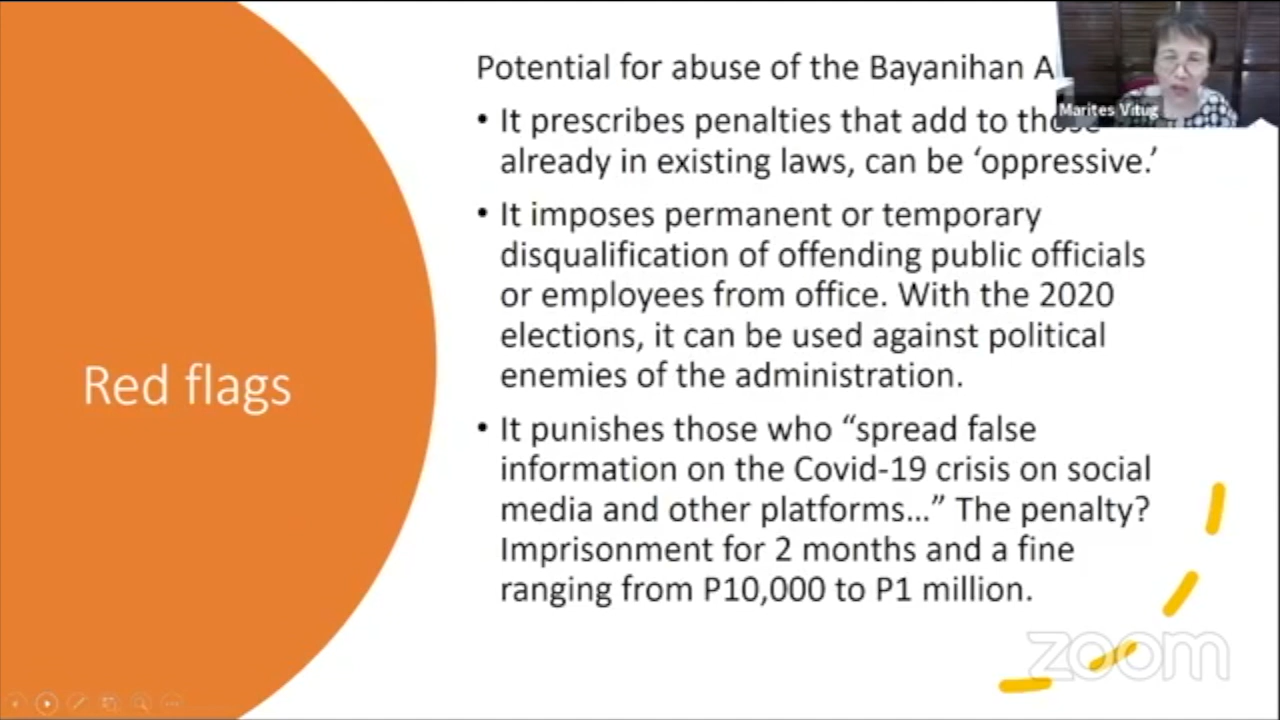 Potential for abuse of the Bayanihan A
Marites Vitug
• It prescribes penalties that add to those
already in existing laws, can be ‘oppressive.’
• It imposes permanent or temporary
disqualification of offending public officials
or employees from office. With the 2020
elections, it can be used against political
enemies of the administration.
Red flags
• It punishes those who “spread false
information on the Covid-19 crisis on social
media and other platforms…” The penalty?
Imprisonment for 2 months and a fine
ranging from P10,000 to P1 million.
zoom